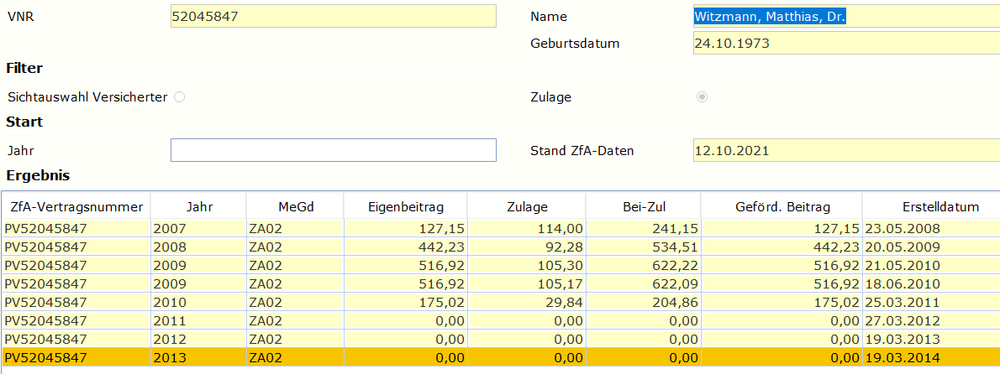 VNR 52045847 Name Witzmann, Matthias, Dr.
Geburtsdatum 24.10.1973
Filter
Sichtauswahl Versicherter Zulage
Start
Jahr Stand ZfA-Daten 12.10.2021
Ergebnis
ZfA-Vertragsnummer Jahr MeGd Eigenbeitrag Zulage Bei-Zul Geförd. Beitrag Erstelldatum
PV52045847 2007 ZA02 127,15 114,00 241,15 127,15 23.05.2008
PV52045847 2008 ZA02 442,23 92,28 534,51 442,23 20.05.2009
PV52045847 2009 ZA02 516,92 105,30 622,22 516,92 21.05.2010
PV52045847 2009 ZA02 516,92 105,17 622,09 516,92 18.06.2010
PV52045847 2010 ZA02 175,02 29,84 204,86 175,02 25.03.2011
PV52045847 2011 ZA02 0,00 0,00 0,00 0,00 27.03.2012
PV52045847 2012 ZA02 0,00 0,00 0,00 0,00 19.03.2013
PV52045847 2013 ZA02 0,00 0,00 0,00 0,00 19.03.2014